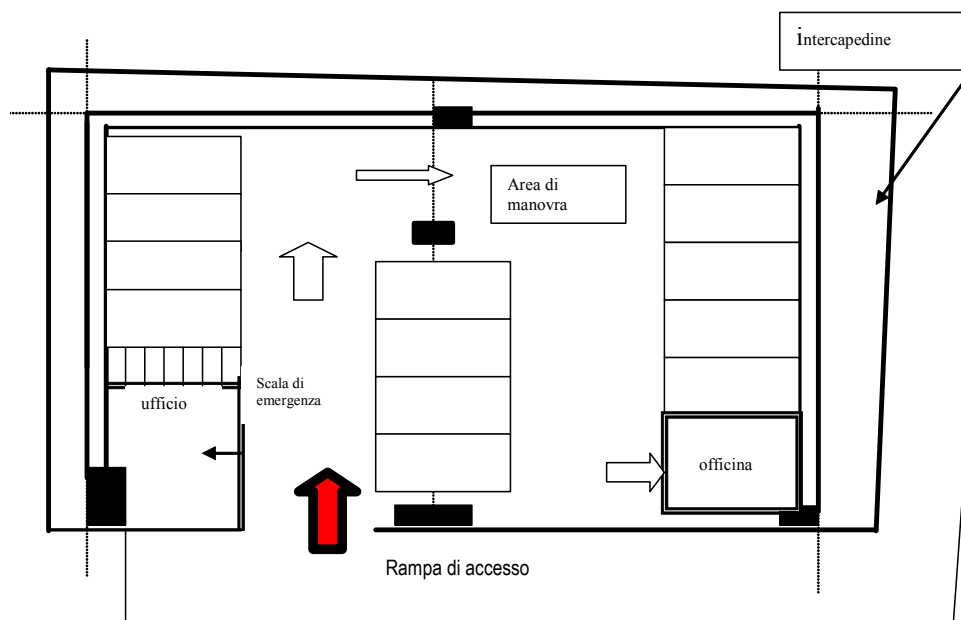 intercapedine
Area di
manovra
Scala di
emergenza
ufficio
officina
Rampa di accesso